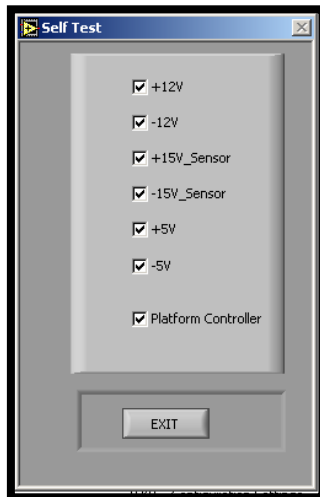 Self Test
+12V
-12V
+15V_Sensor
-15V_Sensor
+5V
-5V
Platform Controller
EXIT